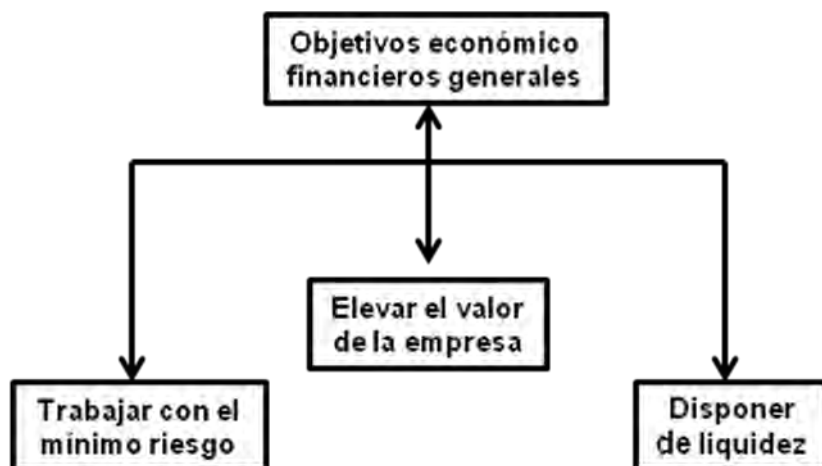 Objetivos económico
financieros generales
Elevar el valor
de la empresa
Trabajar con el
mínimo riesgo
Disponer
de liquidez